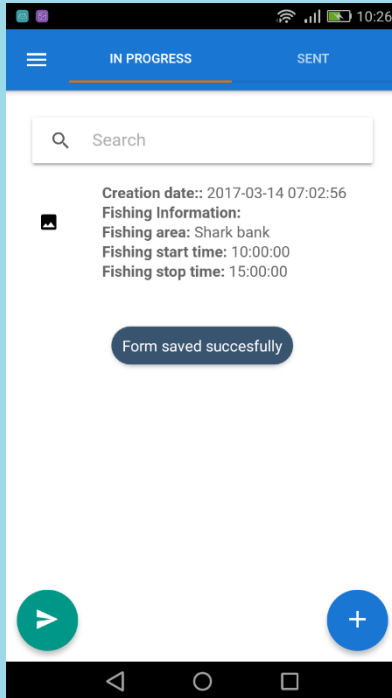 10:26
IN PROGRESS
SENT
Search
Creation date:: 2017-03-14 07:02:56
Fishing Information:
Fishing area: Shark bank
Fishing start time: 10:00:00
Fishing stop time: 15:00:00
Form saved succesfully